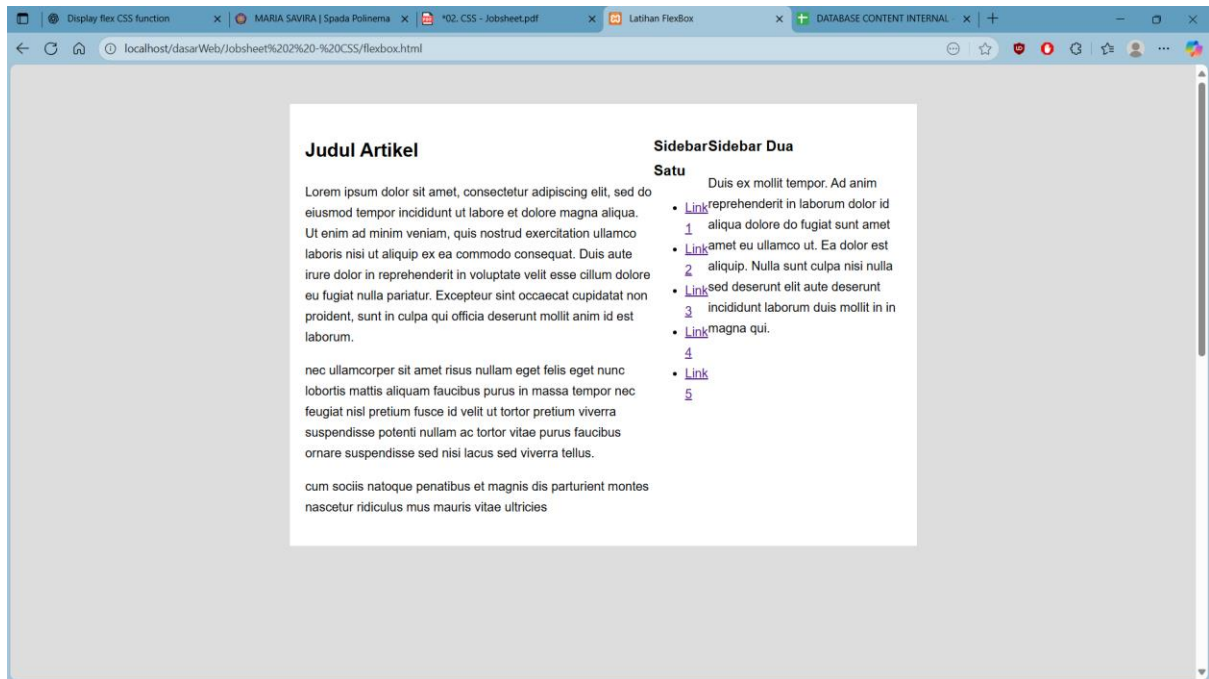 Display flex CSS function
MARIA SAVIRA | Spada Polinema
*02. CSS - Jobsheet.pdf
Latihan FlexBox
DATABASE CONTENT INTERNAL
localhost/dasarWeb/Jobsheet%202%20-%20CSS/flexbox.html
Judul Artikel
Lorem ipsum dolor sit amet, consectetur adipiscing elit, sed do
eiusmod tempor incididunt ut labore et dolore magna aliqua.
Ut enim ad minim veniam, quis nostrud exercitation ullamco
laboris nisi ut aliquip ex ea commodo consequat. Duis aute
irure dolor in reprehenderit in voluptate velit esse cillum dolore
eu fugiat nulla pariatur. Excepteur sint occaecat cupidatat non
proident, sunt in culpa qui officia deserunt mollit anim id est
laborum.
nec ullamcorper sit amet risus nullam eget felis eget nunc
lobortis mattis aliquam faucibus purus in massa tempor nec
feugiat nisl pretium fusce id velit ut tortor pretium viverra
suspendisse potenti nullam ac tortor vitae purus faucibus
ornare suspendisse sed nisi lacus sed viverra tellus.
cum sociis natoque penatibus et magnis dis parturient montes
nascetur ridiculus mus mauris vitae ultricies
Sidebar
Satu
• Link
1
• Link
2
• Link
3
• Link
4
• Link
5
Sidebar Dua
Duis ex mollit tempor. Ad anim
reprehenderit in laborum dolor id
aliqua dolore do fugiat sunt amet
amet eu ullamco ut. Ea dolor est
aliquip. Nulla sunt culpa nisi nulla
sed deserunt elit aute deserunt
incididunt laborum duis mollit in in
magna qui.